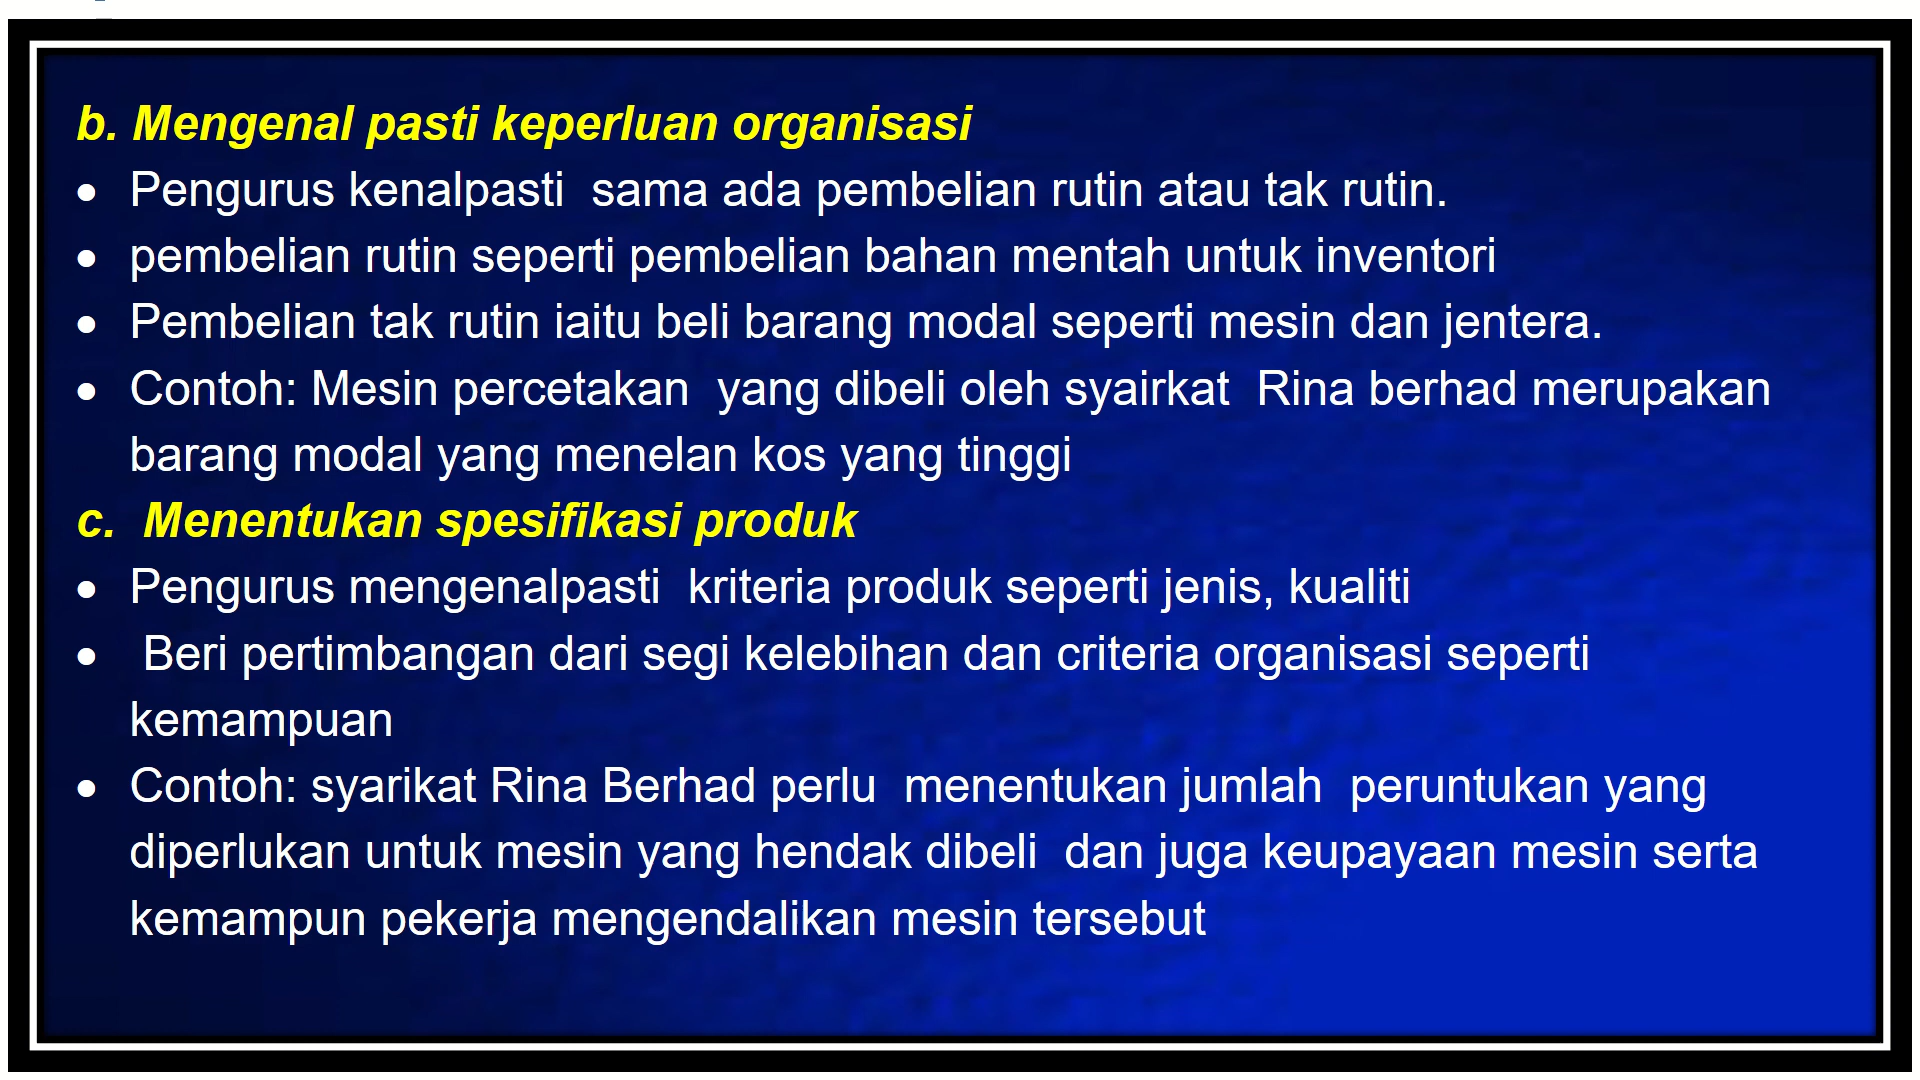 b. Mengenal pasti keperluan organisasi
• Pengurus kenalpasti  sama ada pembelian rutin atau tak rutin.
• pembelian rutin seperti pembelian bahan mentah untuk inventori
• Pembelian tak rutin iaitu beli barang modal seperti mesin dan jentera.
• Contoh: Mesin percetakan  yang dibeli oleh syairkat  Rina berhad merupakan
barang modal yang menelan kos yang tinggi
c.  Menentukan spesifikasi produk
• Pengurus mengenalpasti  kriteria produk seperti jenis, kualiti
•  Beri pertimbangan dari segi kelebihan dan criteria organisasi seperti
kemampuan
• Contoh: syarikat Rina Berhad perlu  menentukan jumlah  peruntukan yang
diperlukan untuk mesin yang hendak dibeli  dan juga keupayaan mesin serta
kemampun pekerja mengendalikan mesin tersebut